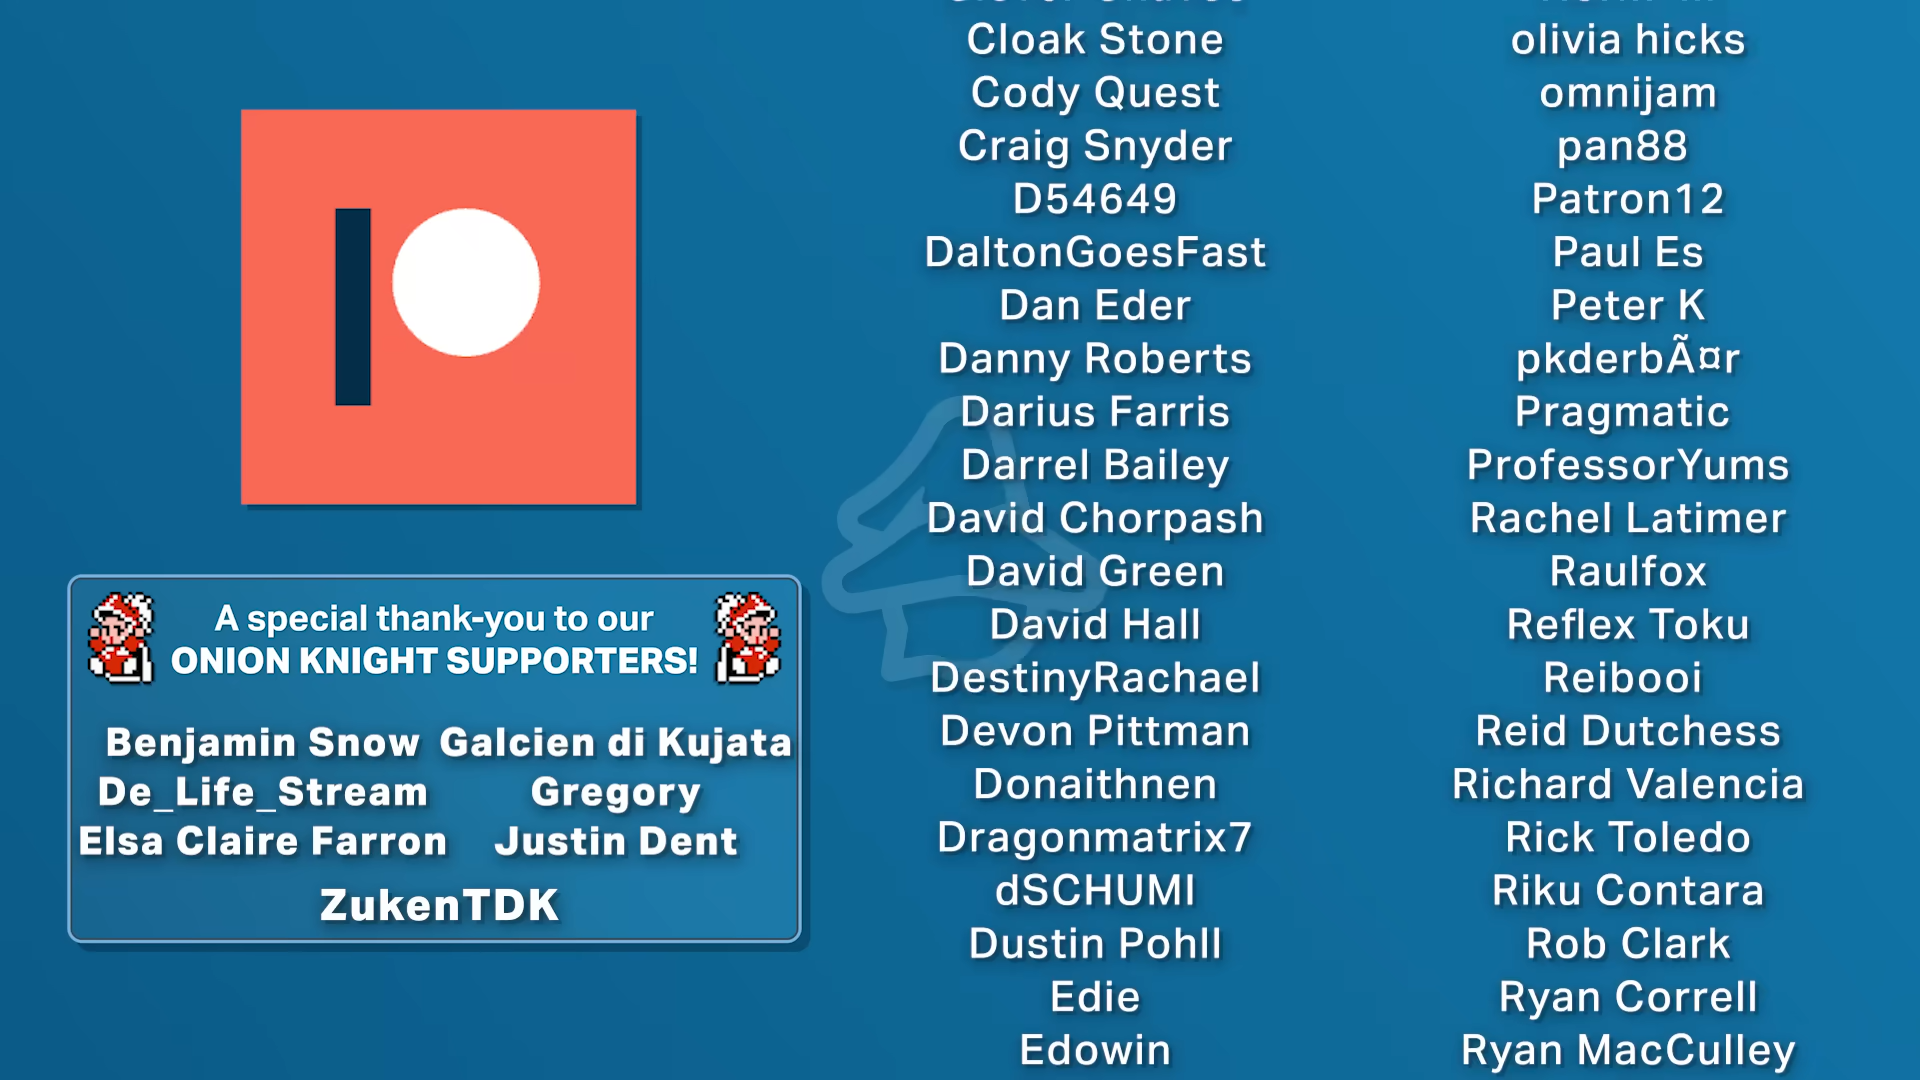 A special thank-you to our
ONION KNIGHT SUPPORTERS!
Benjamin Snow Galcien di Kujata
De_Life_Stream Gregory
Elsa Claire Farron Justin Dent
ZukenTDK
Cloak Stone
Cody Quest
Craig Snyder
D54649
DaltonGoesFast
Dan Eder
Danny Roberts
Darius Farris
Darrel Bailey
David Chorpash
David Green
David Hall
DestinyRachael
Devon Pittman
Donaithnen
Dragonmatrix7
dSCHUMI
Dustin Pohll
Edie
Edowin
olivia hicks
omnijam
pan88
Patron12
Paul Es
Peter K
pkderbÃ¤r
Pragmatic
ProfessorYums
Rachel Latimer
Raulfox
Reflex Toku
Reibooi
Reid Dutchess
Richard Valencia
Rick Toledo
Riku Contara
Rob Clark
Ryan Correll
Ryan MacCulley